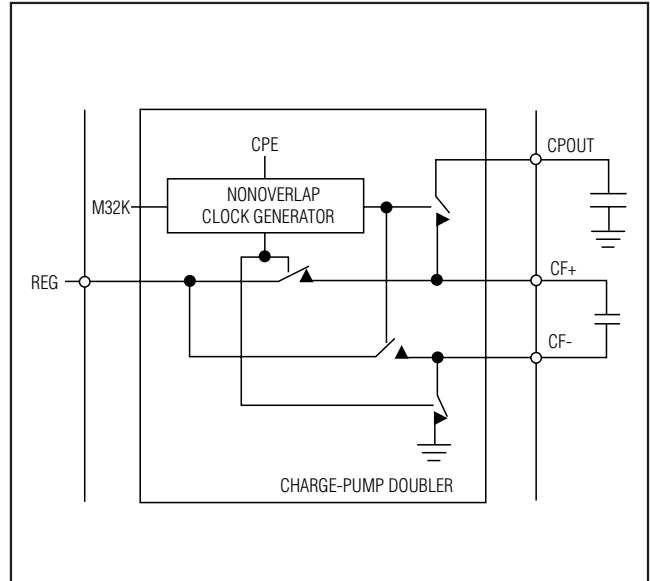 CPE
CPOUT
NONOVERLAP
CLOCK GENERATOR
M32K
REG
CF+
CF-
CHARGE-PUMP DOUBLER